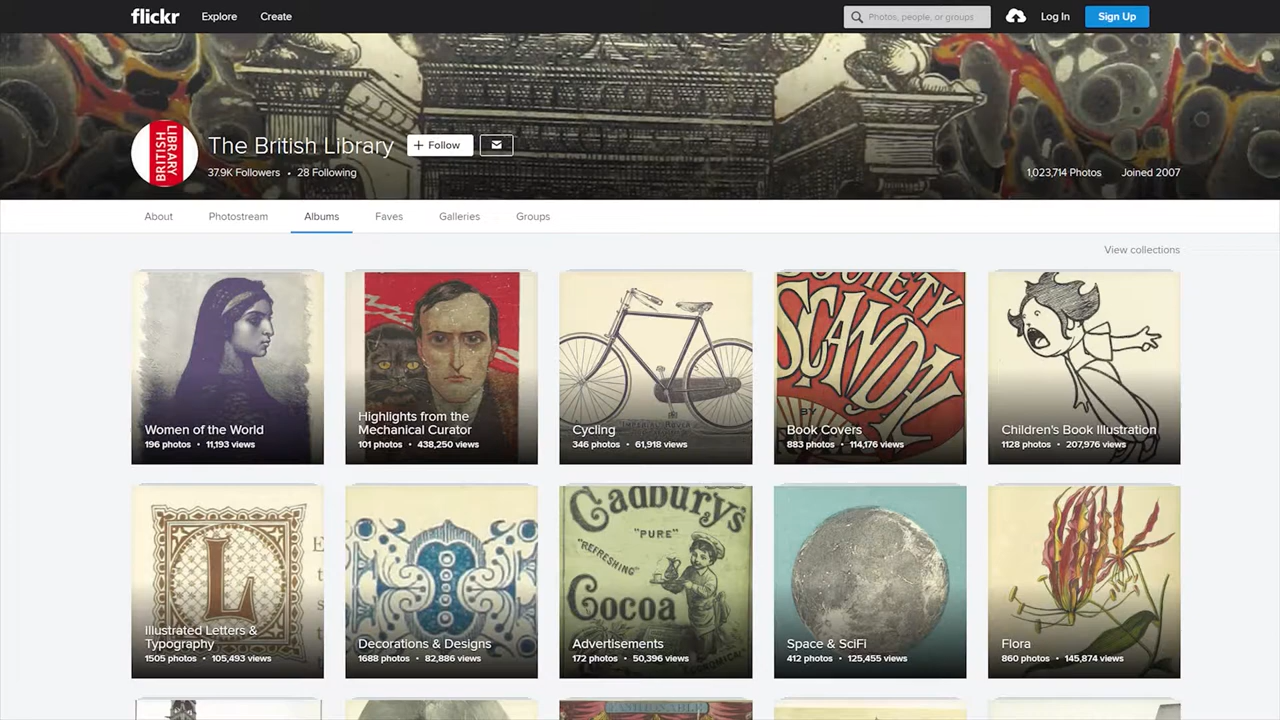 flickr Explore Create Photos, people, or groups Log In Sign Up
LIBRARY
BRITISH
The British Library + Follow
37.9K Followers • 28 Following 1,023,714 Photos Joined 2007
About Photostream Albums Faves Galleries Groups
View collections
Women of the World
196 photos • 11,193 views
Highlights from the
Mechanical Curator
101 photos • 438,250 views
Cycling
346 photos • 61,918 views
SOCIETY
SCANDAL
BY
Book Covers
883 photos • 114,176 views
Children's Book Illustration
1128 photos • 207,976 views
L
E
Illustrated Letters &
Typography
1505 photos • 105,493 views
Decorations & Designs
1688 photos • 82,886 views
Cadbury's
"PURE"
"REFRESHING"
Cocoa
"ECONOMICAL"
Advertisements
172 photos • 50,396 views
Space & SciFi
412 photos • 125,455 views
Flora
860 photos • 145,874 views
FASHIONABLE